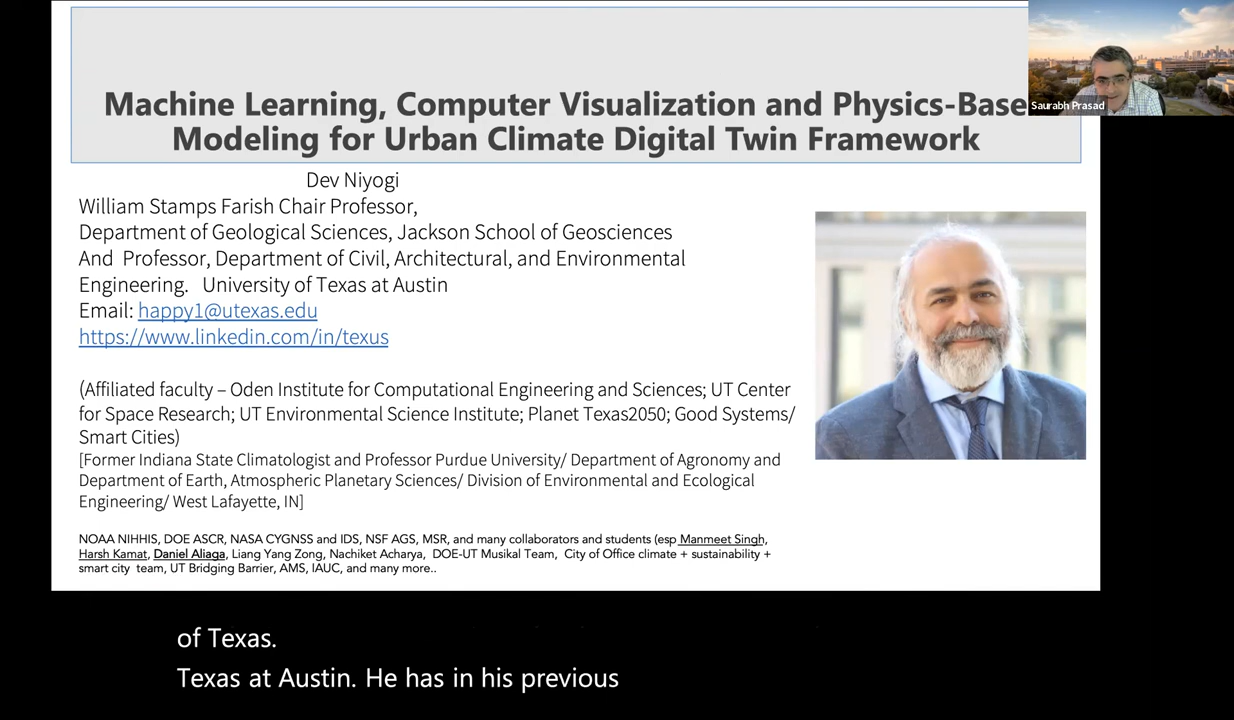 Machine Learning, Computer Visualization and Physics-Base
Modeling for Urban Climate Digital Twin Framework
Saurabh Prasad
Dev Niyogi
William Stamps Farish Chair Professor,
Department of Geological Sciences, Jackson School of Geosciences
And Professor, Department of Civil, Architectural, and Environmental
Engineering. University of Texas at Austin
Email: happy1@utexas.edu
https://www.linkedin.com/in/texus
(Affiliated faculty – Oden Institute for Computational Engineering and Sciences; UT Center
for Space Research; UT Environmental Science Institute; Planet Texas2050; Good Systems/
Smart Cities)
[Former Indiana State Climatologist and Professor Purdue University/ Department of Agronomy and
Department of Earth, Atmospheric Planetary Sciences/ Division of Environmental and Ecological
Engineering/ West Lafayette, IN]
NOAA NIHHIS, DOE ASCR, NASA CYGNSS and IDS, NSF AGS, MSR, and many collaborators and students (esp Manmeet Singh,
Harsh Kamat, Daniel Aliaga, Liang Yang Zong, Nachiket Acharya, DOE-UT Musikal Team, City of Office climate + sustainability +
smart city team, UT Bridging Barrier, AMS, IAUC, and many more..
of Texas.
Texas at Austin. He has in his previous